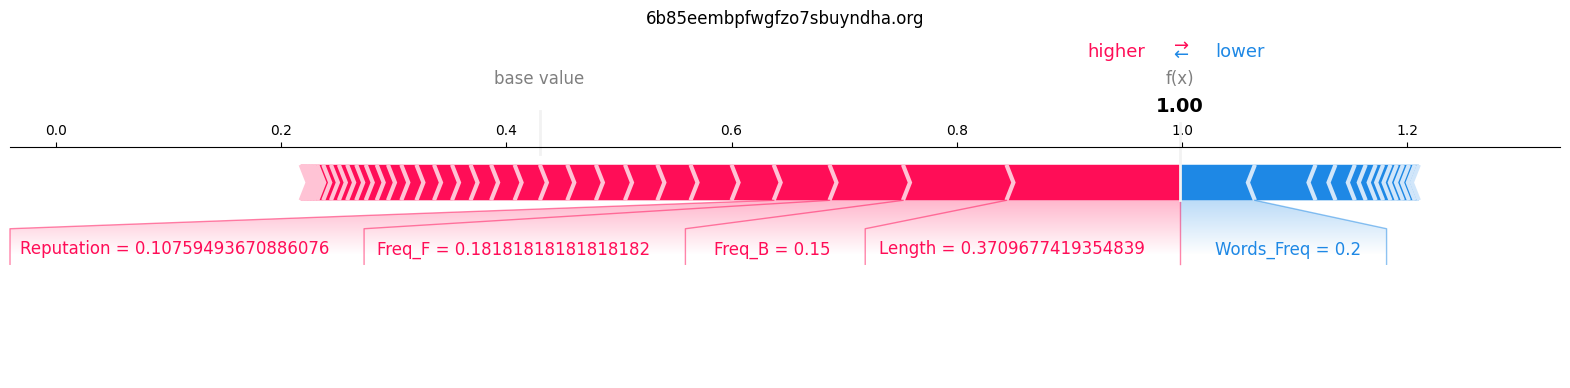 6b85eembpfwgfzo7sbuyndha.org
higher ⇄ lower
base value f(x)
1.00
0.0 0.2 0.4 0.6 0.8 1.0 1.2
Reputation = 0.10759493670886076 Freq_F = 0.18181818181818182 Freq_B = 0.15 Length = 0.3709677419354839 Words_Freq = 0.2